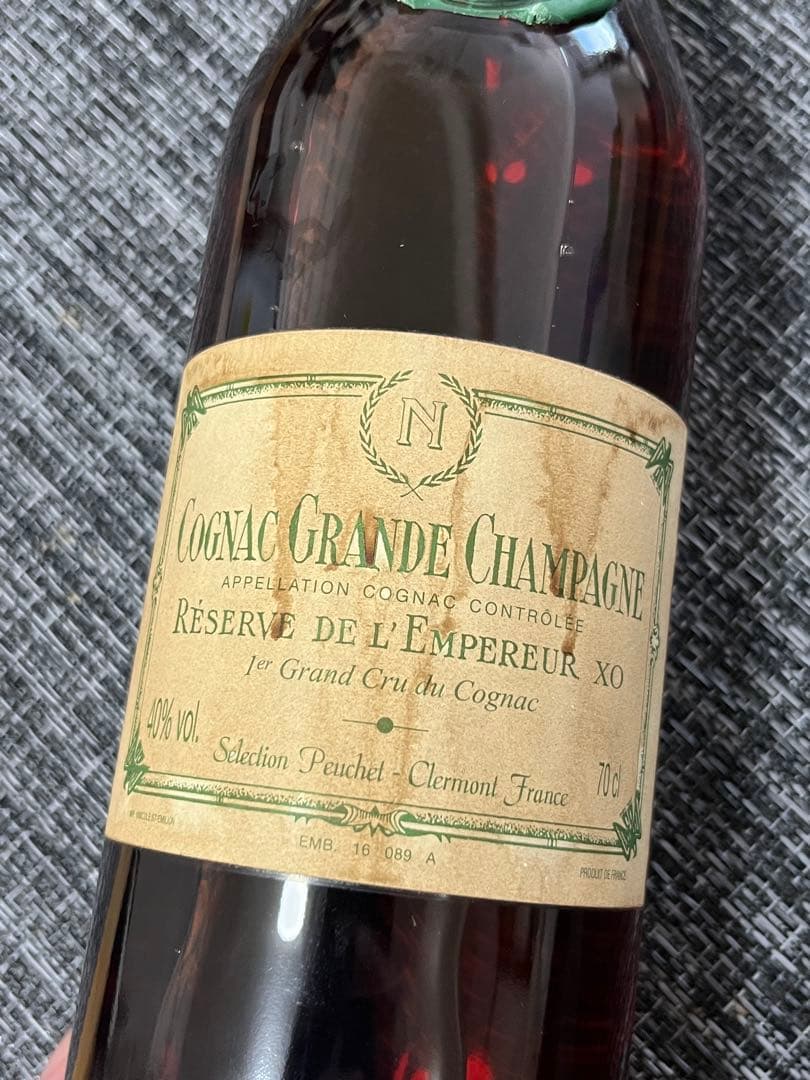 N
COGNAC GRANDE CHAMPAGNE
APPELLATION COGNAC CONTRÔLÉE
RÉSERVE DE L'EMPEREUR XO
1er Grand Cru du Cognac
40% vol.
Sélection Peuchet - Clermont France
70 cl
EMB. 16 089 A
PRODUIT DE FRANCE